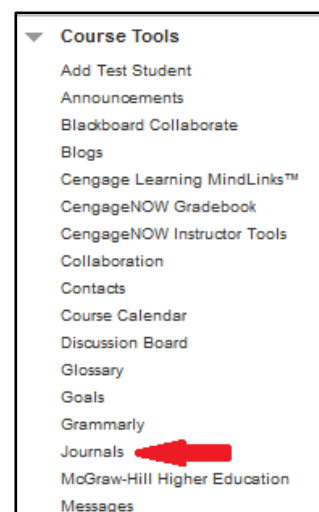 Course Tools
Add Test Student
Announcements
Blackboard Collaborate
Blogs
Cengage Learning MindLinks™
CengageNOW Gradebook
CengageNOW Instructor Tools
Collaboration
Contacts
Course Calendar
Discussion Board
Glossary
Goals
Grammarly
Journals
McGraw-Hill Higher Education
Messages